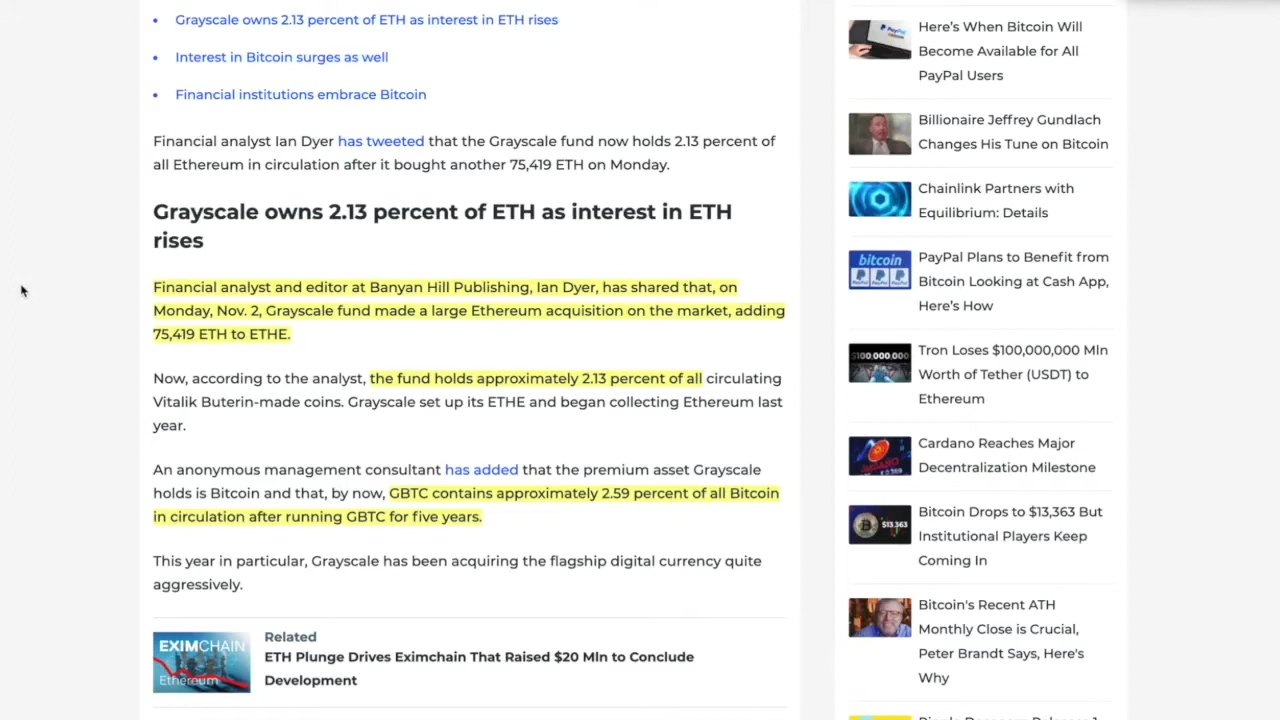 Grayscale owns 2.13 percent of ETH as interest in ETH rises
Interest in Bitcoin surges as well
Financial institutions embrace Bitcoin
Financial analyst Ian Dyer has tweeted that the Grayscale fund now holds 2.13 percent of
all Ethereum in circulation after it bought another 75,419 ETH on Monday.
Grayscale owns 2.13 percent of ETH as interest in ETH
rises
Financial analyst and editor at Banyan Hill Publishing, Ian Dyer, has shared that, on
Monday, Nov. 2, Grayscale fund made a large Ethereum acquisition on the market, adding
75,419 ETH to ETHE.
Now, according to the analyst, the fund holds approximately 2.13 percent of all circulating
Vitalik Buterin-made coins. Grayscale set up its ETHE and began collecting Ethereum last
year.
An anonymous management consultant has added that the premium asset Grayscale
holds is Bitcoin and that, by now, GBTC contains approximately 2.59 percent of all Bitcoin
in circulation after running GBTC for five years.
This year in particular, Grayscale has been acquiring the flagship digital currency quite
aggressively.
EXIMCHAIN
Ethereum
Related
ETH Plunge Drives Eximchain That Raised $20 Mln to Conclude
Development
PayPal
Here's When Bitcoin Will
Become Available for All
PayPal Users
Billionaire Jeffrey Gundlach
Changes His Tune on Bitcoin
Chainlink Partners with
Equilibrium: Details
bitcoin
PayPal Plans to Benefit from
Bitcoin Looking at Cash App,
Here's How
$100,000,000
Tron Loses $100,000,000 Mln
Worth of Tether (USDT) to
Ethereum
Cardano Reaches Major
Decentralization Milestone
$13,363
Bitcoin Drops to $13,363 But
Institutional Players Keep
Coming In
Bitcoin's Recent ATH
Monthly Close is Crucial,
Peter Brandt Says, Here's
Why